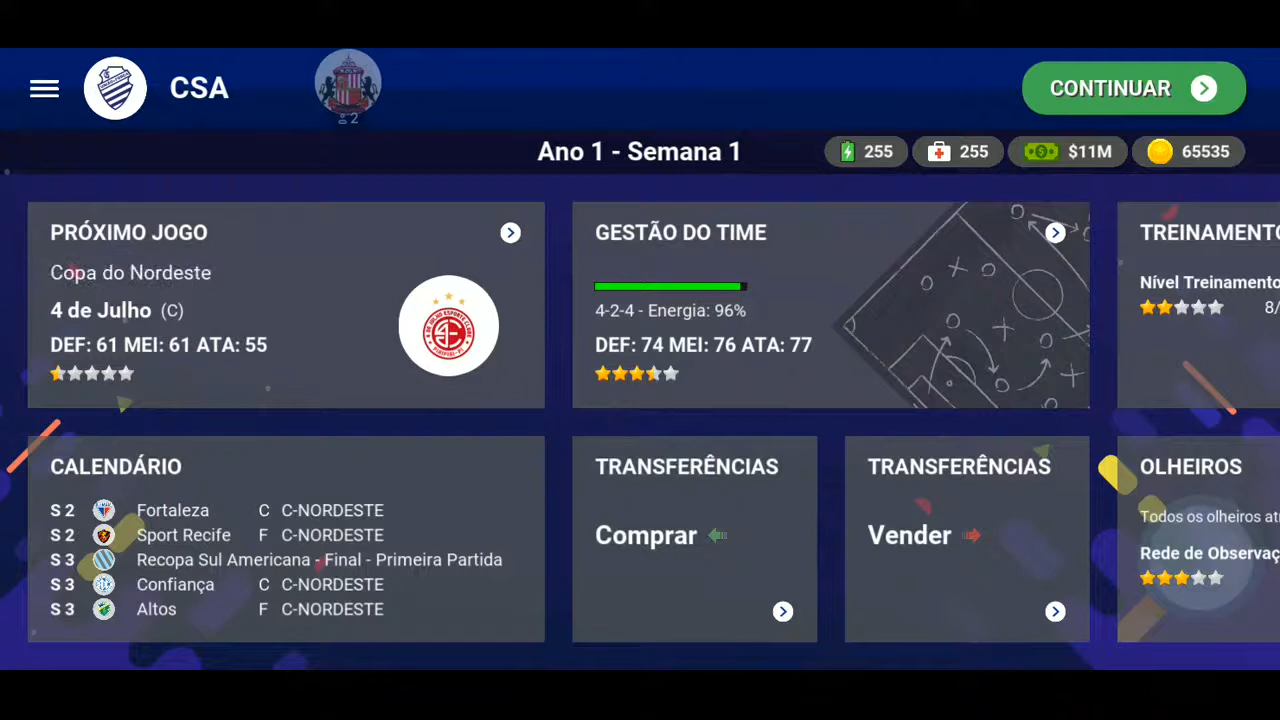 CSA
2
CONTINUAR
Ano 1 - Semana 1
255
255
$11M
65535
PRÓXIMO JOGO
Copa do Nordeste
4 de Julho (C)
DEF: 61 MEI: 61 ATA: 55
GESTÃO DO TIME
4-2-4 - Energia: 96%
DEF: 74 MEI: 76 ATA: 77
TREINAMENTO
Nível Treinamento
8/
CALENDÁRIO
S 2 Fortaleza C C-NORDESTE
S 2 Sport Recife F C-NORDESTE
S 3 Recopa Sul Americana - Final - Primeira Partida
S 3 Confiança C C-NORDESTE
S 3 Altos F C-NORDESTE
TRANSFERÊNCIAS
Comprar
TRANSFERÊNCIAS
Vender
OLHEIROS
Todos os olheiros at
Rede de Observaç